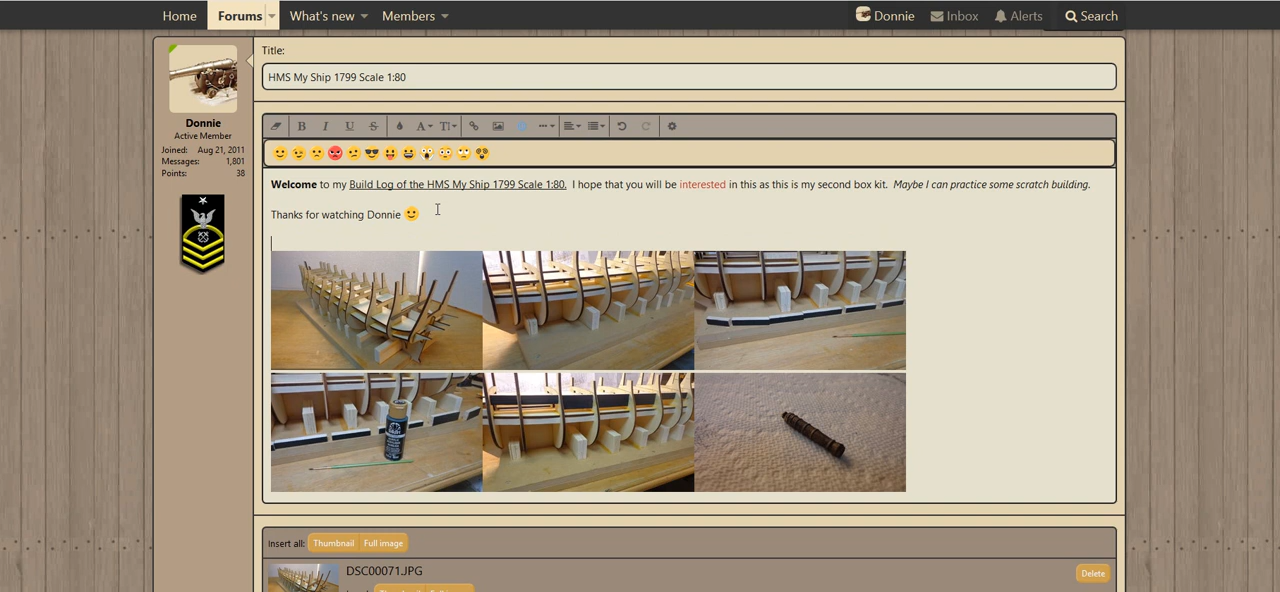 Home Forums What's new Members Donnie Inbox Alerts Search
Title:
HMS My Ship 1799 Scale 1:80
Donnie
Active Member
Joined: Aug 21, 2011
Messages: 1,801
Points: 38
B I U S A TI
Welcome to my Build Log of the HMS My Ship 1799 Scale 1:80. I hope that you will be interested in this as this is my second box kit. Maybe I can practice some scratch building.
Thanks for watching Donnie
Insert all: Thumbnail Full image
DSC00071.JPG
Delete